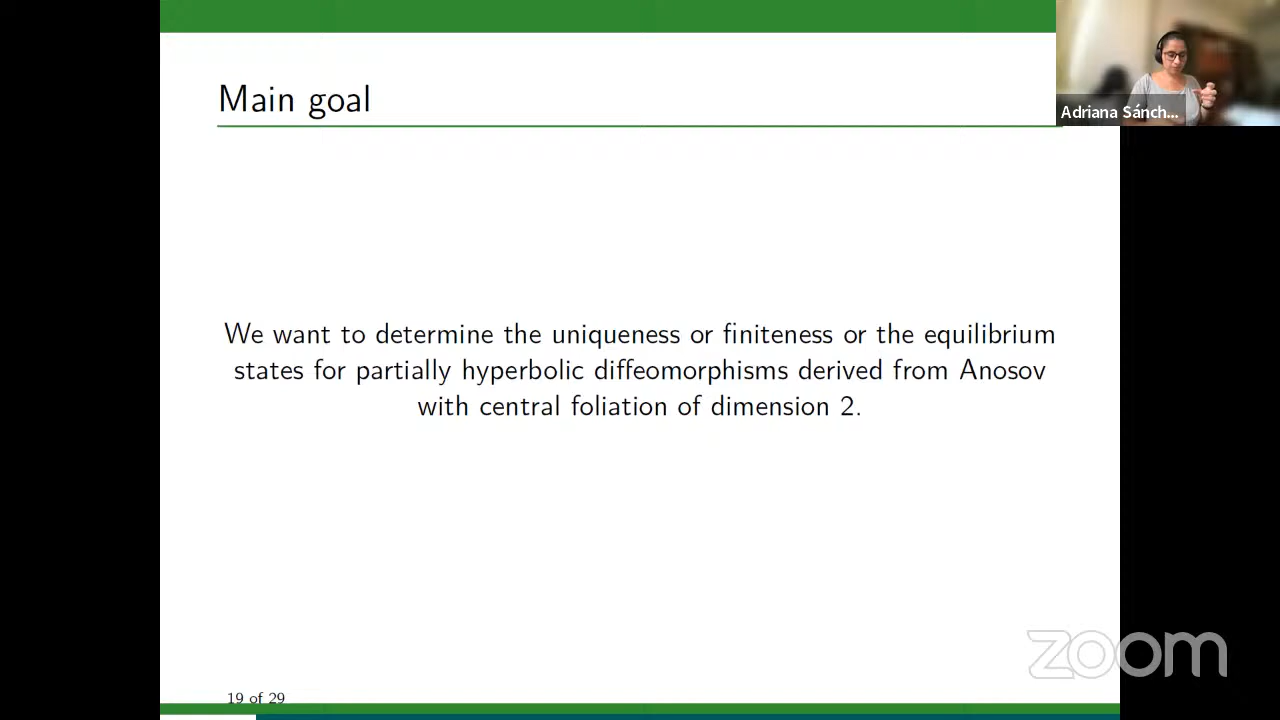 Main goal
Adriana Sánch...
We want to determine the uniqueness or finiteness or the equilibrium
states for partially hyperbolic diffeomorphisms derived from Anosov
with central foliation of dimension 2.
zoom
19 of 29